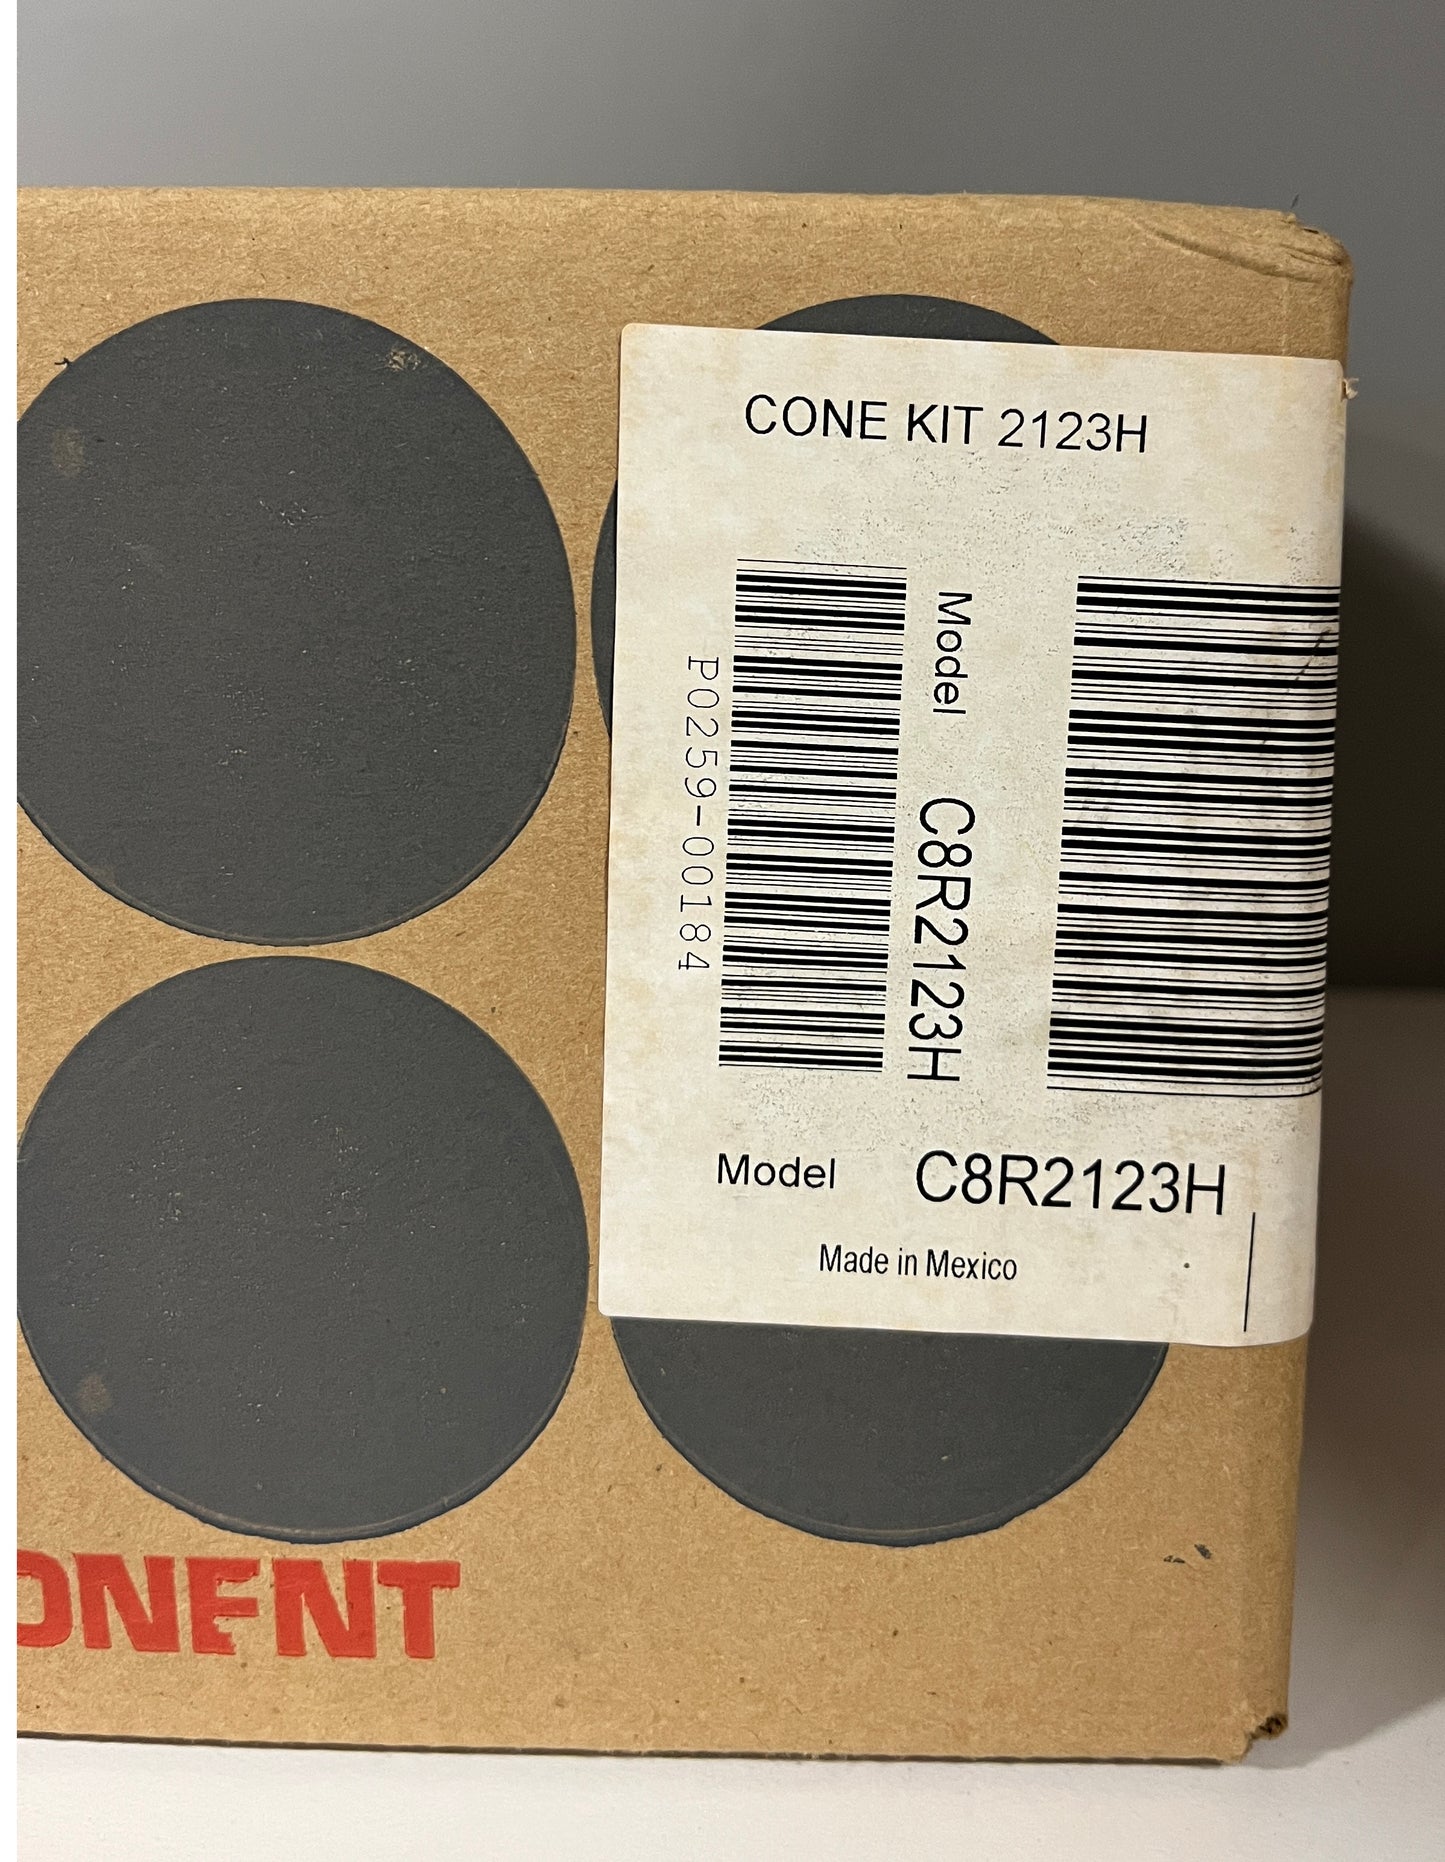 CONE KIT 2123H
P0259-00184
Model C8R2123H
Model C8R2123H
Made in Mexico
ONENT